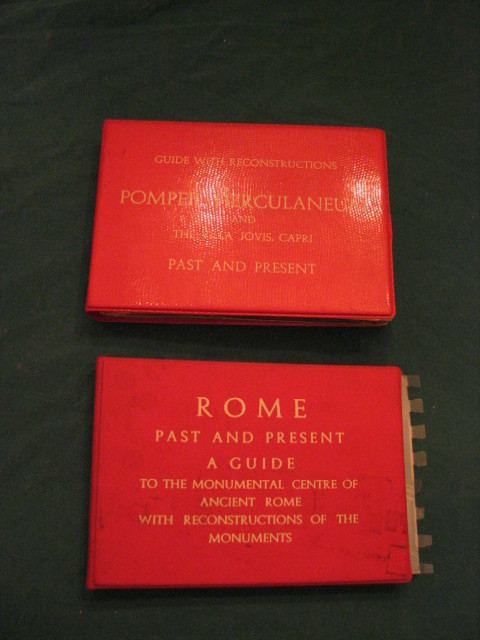 GUIDE WITH RECONSTRUCTIONS
POMPEII HERCULANEUM
AND
THE VILLA JOVIS, CAPRI
PAST AND PRESENT
ROME
PAST AND PRESENT
A GUIDE
TO THE MONUMENTAL CENTRE OF
ANCIENT ROME
WITH RECONSTRUCTIONS OF THE
MONUMENTS